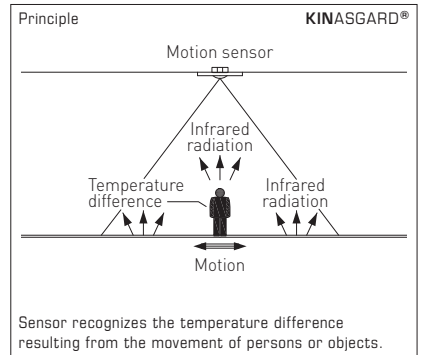 Principle
KINASGARD®
Motion sensor
Infrared
radiation
Temperature
difference
Infrared
radiation
Motion
Sensor recognizes the temperature difference
resulting from the movement of persons or objects.